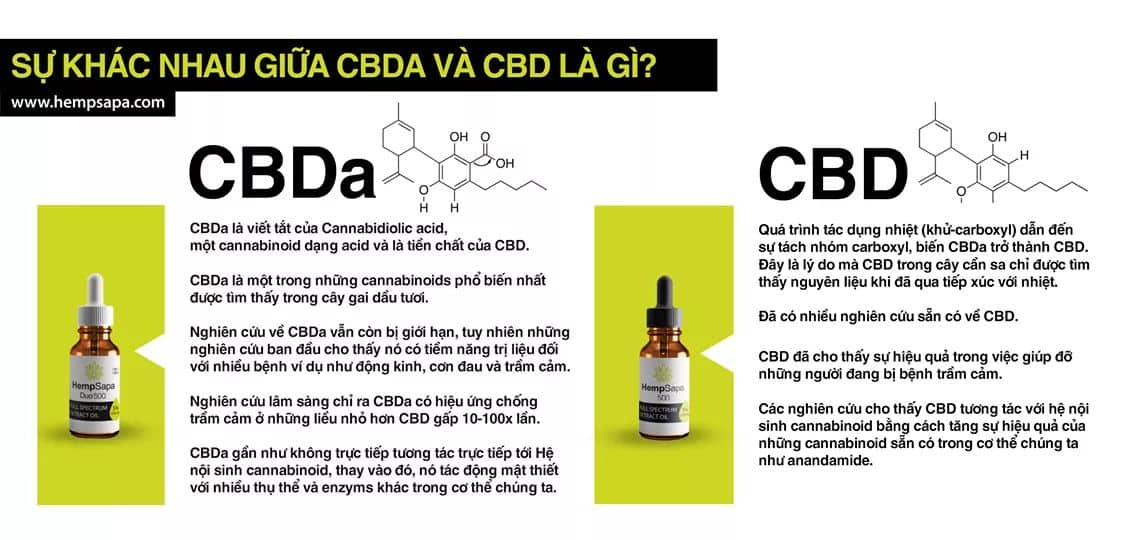 SỰ KHÁC NHAU GIỮA CBDA VÀ CBD LÀ GÌ?
www.hempsapa.com
CBDa
OH
O
OH
O
H
H
CBDa là viết tắt của Cannabidiolic acid,
một cannabinoid dạng acid và là tiền chất của CBD.
CBDa là một trong những cannabinoids phổ biến nhất
được tìm thấy trong cây gai dầu tươi.
Nghiên cứu về CBDa vẫn còn bị giới hạn, tuy nhiên những
nghiên cứu ban đầu cho thấy nó có tiềm năng trị liệu đối
với nhiều bệnh ví dụ như động kinh, cơn đau và trầm cảm.
Nghiên cứu lâm sàng chỉ ra CBDa có hiệu ứng chống
trầm cảm ở những liều nhỏ hơn CBD gấp 10-100x lần.
CBDa gần như không trực tiếp tương tác trực tiếp tới Hệ
nội sinh cannabinoid, thay vào đó, nó tác động mật thiết
với nhiều thụ thể và enzyms khác trong cơ thể chúng ta.
HempSapa
Duo500
FULL SPECTRUM
EXTRACT OIL
5%
CBD
OH
H
O
Quá trình tác dụng nhiệt (khử-carboxyl) dẫn đến
sự tách nhóm carboxyl, biến CBDa trở thành CBD.
Đây là lý do mà CBD trong cây cần sa chỉ được tìm
thấy nguyên liệu khi đã qua tiếp xúc với nhiệt.
Đã có nhiều nghiên cứu sẵn có về CBD.
CBD đã cho thấy sự hiệu quả trong việc giúp đỡ
những người đang bị bệnh trầm cảm.
Các nghiên cứu cho thấy CBD tương tác với hệ nội
sinh cannabinoid bằng cách tăng sự hiệu quả của
những cannabinoid sẵn có trong cơ thể chúng ta
như anandamide.
HempSapa
500
FULL SPECTRUM
EXTRACT OIL